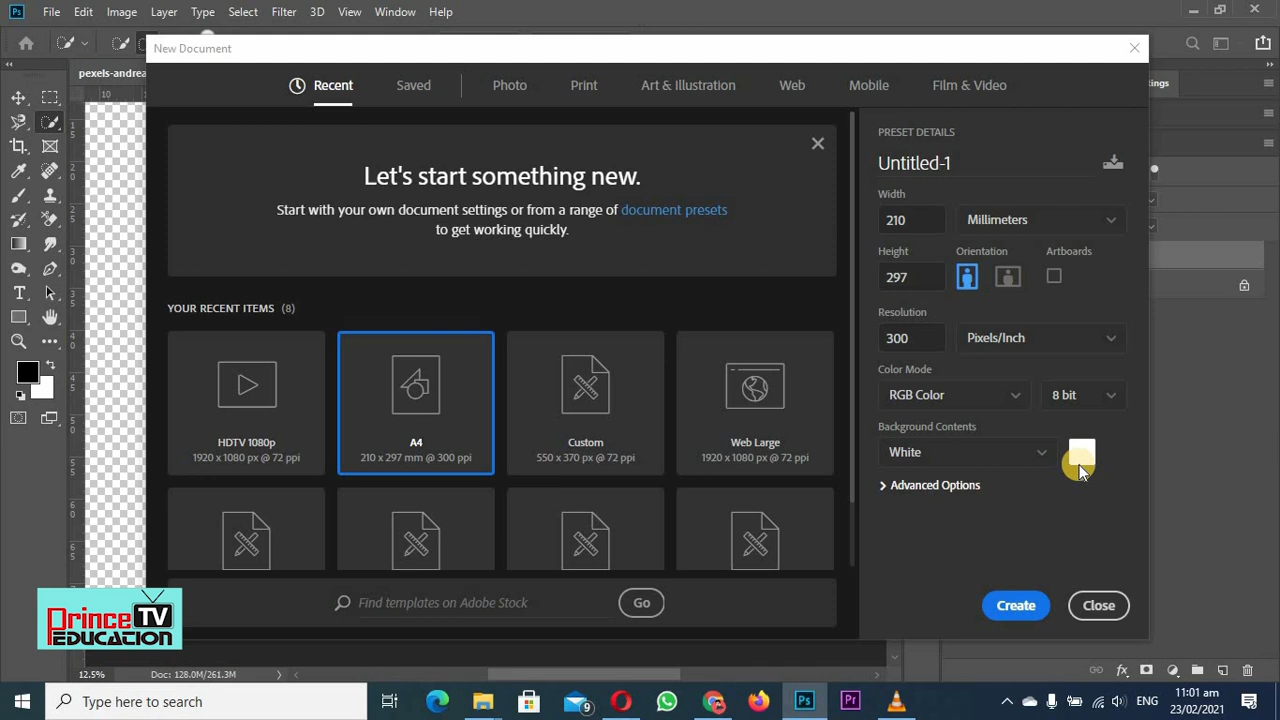 Ps File Edit Image Layer Type Select Filter 3D View Window Help
New Document
pexels-andrea
Recent Saved Photo Print Art & Illustration Web Mobile Film & Video
Let's start something new.
Start with your own document settings or from a range of document presets
to get working quickly.
YOUR RECENT ITEMS (8)
HDTV 1080p
1920 x 1080 px @ 72 ppi
A4
210 x 297 mm @ 300 ppi
Custom
550 x 370 px @ 72 ppi
Web Large
1920 x 1080 px @ 72 ppi
Find templates on Adobe Stock
Go
PRESET DETAILS
Untitled-1
Width
210 Millimeters
Height Orientation Artboards
297
Resolution
300 Pixels/Inch
Color Mode
RGB Color 8 bit
Background Contents
White
Advanced Options
Create Close
Prince TV
EDUCATION
12.5% Doc: 128.0M/261.3M
Type here to search
9
Ps Pr
ENG
11:01 am
23/02/2021